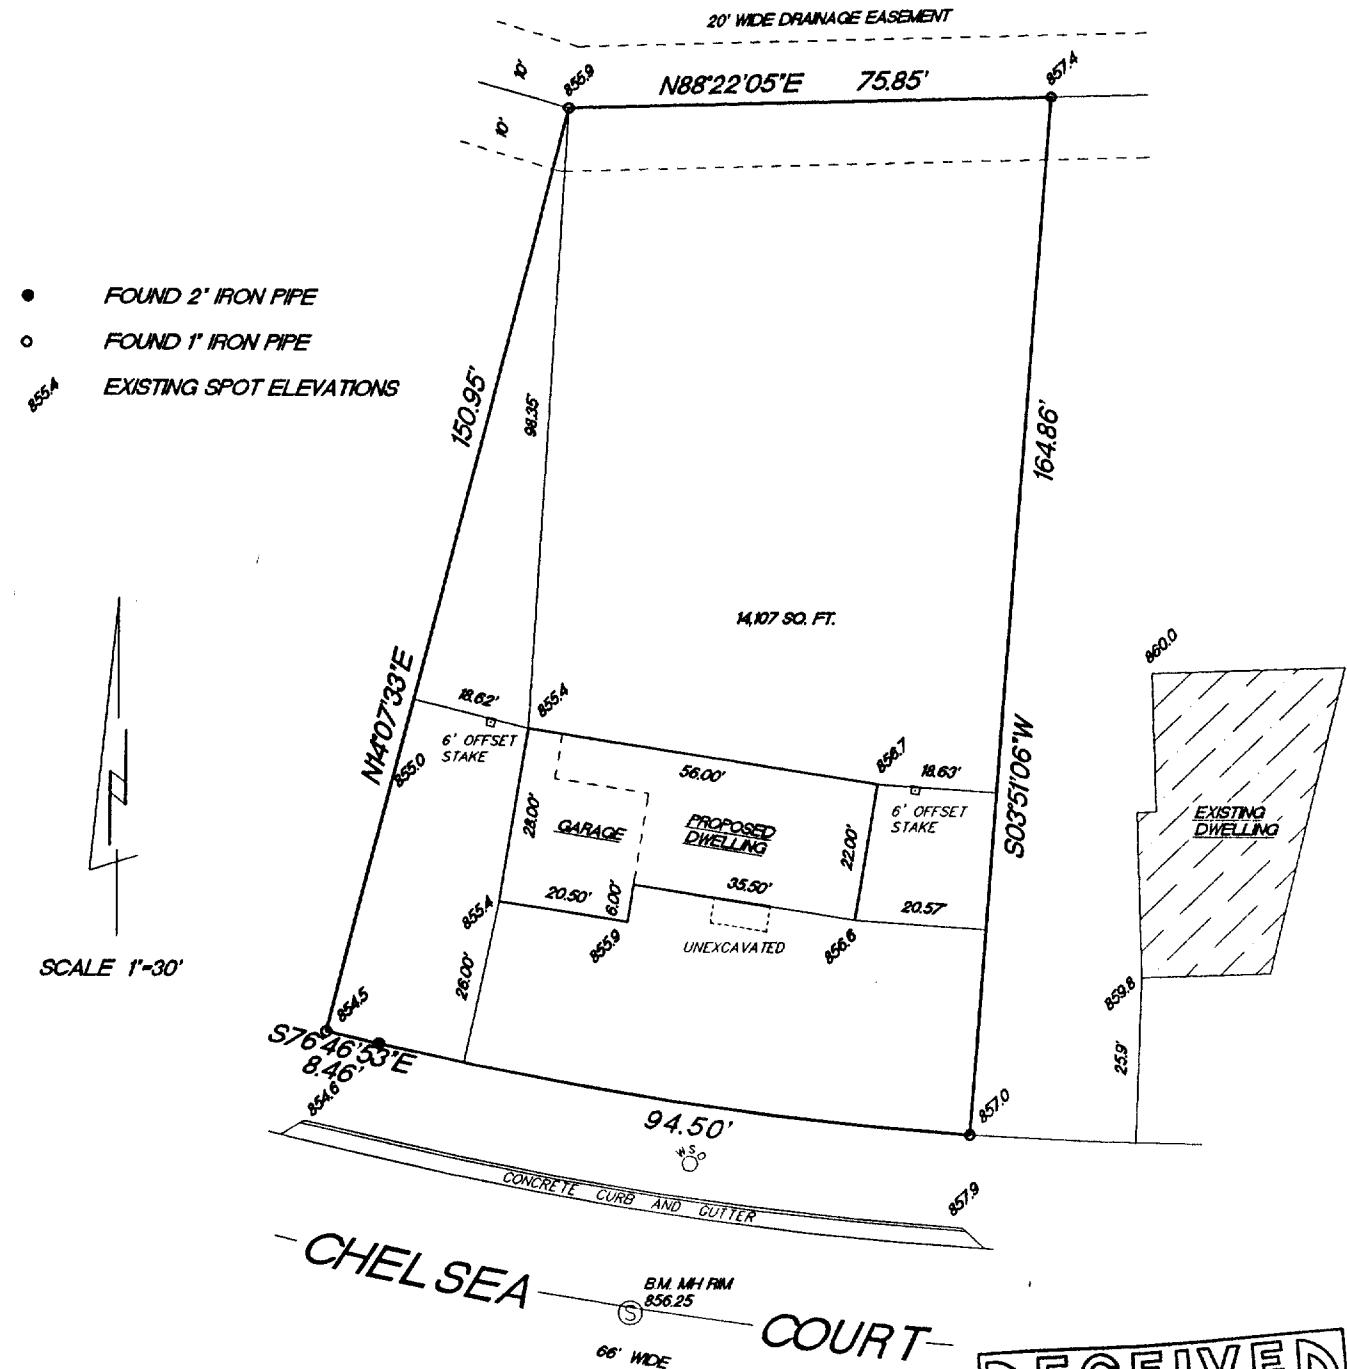 20' WIDE DRAINAGE EASEMENT
10'
855.9
N88°22'05"E 75.85'
857.4
10'
FOUND 2" IRON PIPE
FOUND 1" IRON PIPE
855.4 EXISTING SPOT ELEVATIONS
150.95'
98.35'
164.86'
14,107 SQ. FT.
N14°07'33"E
18.62'
855.4
6' OFFSET
STAKE
855.0
56.00'
856.7
18.63'
6' OFFSET
STAKE
S03°51'06"W
860.0
EXISTING
DWELLING
28.00'
GARAGE
PROPOSED
DWELLING
22.00'
20.50'
6.00'
35.50'
20.57'
855.4
855.9
UNEXCAVATED
856.6
26.00'
SCALE 1"=30'
859.8
25.9'
854.5
S76°46'53"E
8.46'
854.6
94.50'
857.0
W S O
CONCRETE CURB AND GUTTER
857.9
CHELSEA COURT
B.M. MH RIM
856.25
S
66' WIDE
RECEIVED